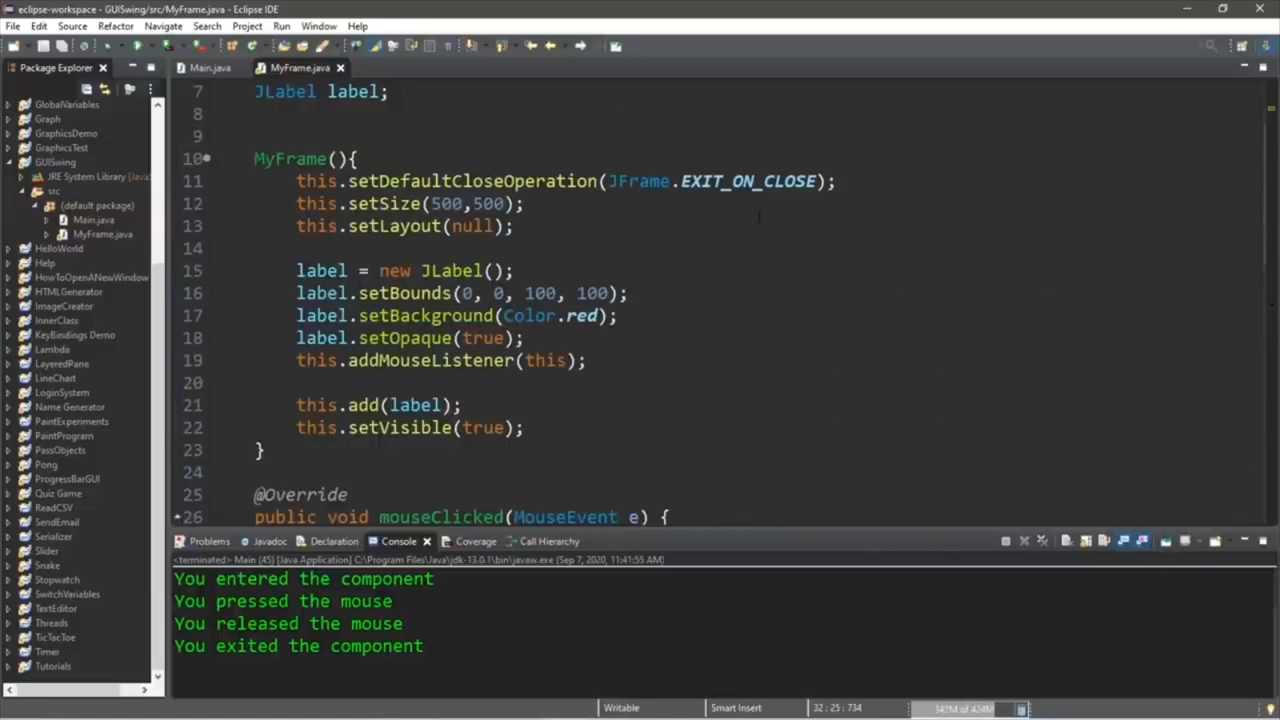 eclipse-workspace - GUISwing/src/MyFrame.java - Eclipse IDE
File Edit Source Refactor Navigate Search Project Run Window Help
Package Explorer
Main.java
MyFrame.java
GlobalVariables
Graph
GraphicsDemo
GraphicsTest
GUISwing
JRE System Library [Java
src
(default package)
Main.java
MyFrame.java
HelloWorld
Help
HowToOpenANewWindow
HTMLGenerator
ImageCreator
InnerClass
KeyBindings Demo
Lambda
LayeredPane
LineChart
LoginSystem
Name Generator
PaintExperiments
PaintProgram
PassObjects
Pong
ProgressBarGUI
Quiz Game
ReadCSV
SendEmail
Serializer
Slider
Snake
Stopwatch
SwitchVariables
TextEditor
Threads
TicTacToe
Timer
Tutorials
7 JLabel label;
8
9
10 MyFrame(){
11 this.setDefaultCloseOperation(JFrame.EXIT_ON_CLOSE);
12 this.setSize(500,500);
13 this.setLayout(null);
14
15 label = new JLabel();
16 label.setBounds(0, 0, 100, 100);
17 label.setBackground(Color.red);
18 label.setOpaque(true);
19 this.addMouseListener(this);
20
21 this.add(label);
22 this.setVisible(true);
23 }
24
25 @Override
26 public void mouseClicked(MouseEvent e) {
Problems Javadoc Declaration Console Coverage Call Hierarchy
<terminated> Main (45) [Java Application] C:\Program Files\Java\jdk-13.0.1\bin\javaw.exe (Sep 7, 2020, 11:41:55 AM)
You entered the component
You pressed the mouse
You released the mouse
You exited the component
Writable Smart Insert 32 : 25 : 734 342M of 424M